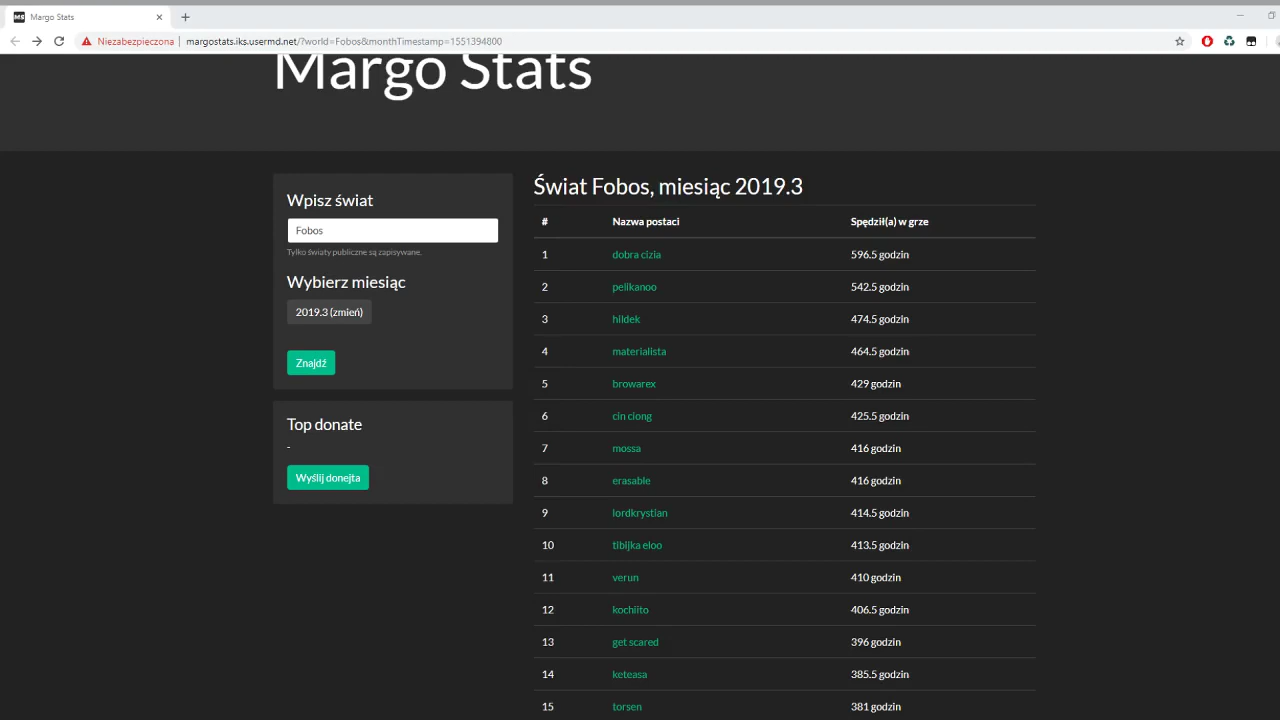 Margo Stats
Niezabezpieczona | margostats.iks.usermd.net/?world=Fobos&monthTimestamp=1551394800
Margo Stats
Wpisz świat
Fobos
Tylko światy publiczne są zapisywane.
Wybierz miesiąc
2019.3 (zmień)
Znajdź
Top donate
-
Wyślij donejta
Świat Fobos, miesiąc 2019.3
# Nazwa postaci Spędził(a) w grze
1 dobra cizia 596.5 godzin
2 pelikanoo 542.5 godzin
3 hildek 474.5 godzin
4 materialista 464.5 godzin
5 browarex 429 godzin
6 cin ciong 425.5 godzin
7 mossa 416 godzin
8 erasable 416 godzin
9 lordkrystian 414.5 godzin
10 tibijka eloo 413.5 godzin
11 verun 410 godzin
12 kochiito 406.5 godzin
13 get scared 396 godzin
14 keteasa 385.5 godzin
15 torsen 381 godzin